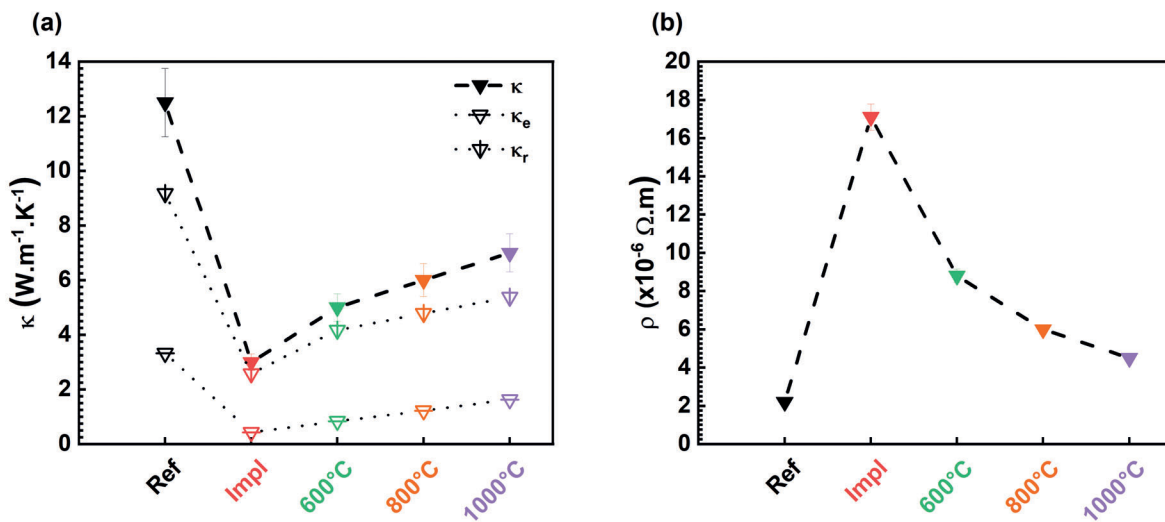 (a)
κ (W.m⁻¹.K⁻¹)
14
12
10
8
6
4
2
0
κ
κₑ
κᵣ
Ref
Impl
600°C
800°C
1000°C
(b)
ρ (x10⁻⁶ Ω.m)
20
18
16
14
12
10
8
6
4
2
0
Ref
Impl
600°C
800°C
1000°C